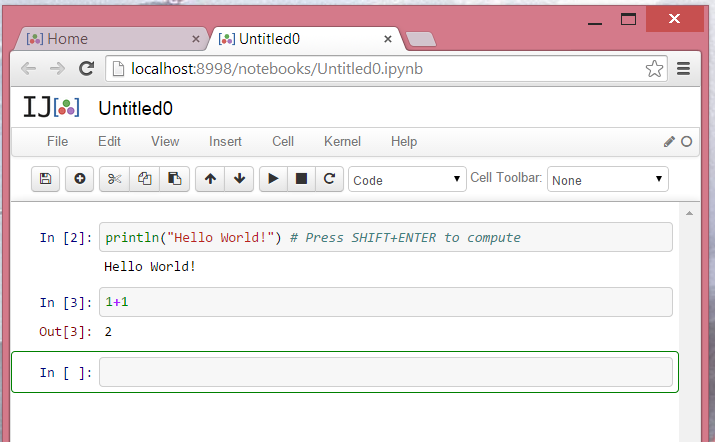 Home
Untitled0
localhost:8998/notebooks/Untitled0.ipynb
IJ Untitled0
File Edit View Insert Cell Kernel Help
Code Cell Toolbar: None
In [2]: println("Hello World!") # Press SHIFT+ENTER to compute
Hello World!
In [3]: 1+1
Out[3]: 2
In [ ]: